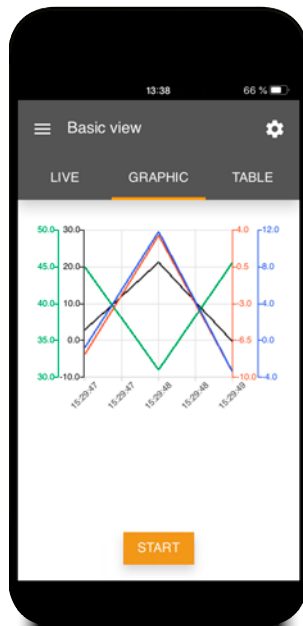 13:38 66 %
Basic view
LIVE GRAPHIC TABLE
50.0 30.0 4.0 12.0
45.0 20.0 0.5 8.0
40.0 10.0 -3.0 4.0
35.0 0.0 -6.5 0.0
30.0 -10.0 -10.0 -4.0
15:29:47 15:29:47 15:29:48 15:29:48 15:29:49
START